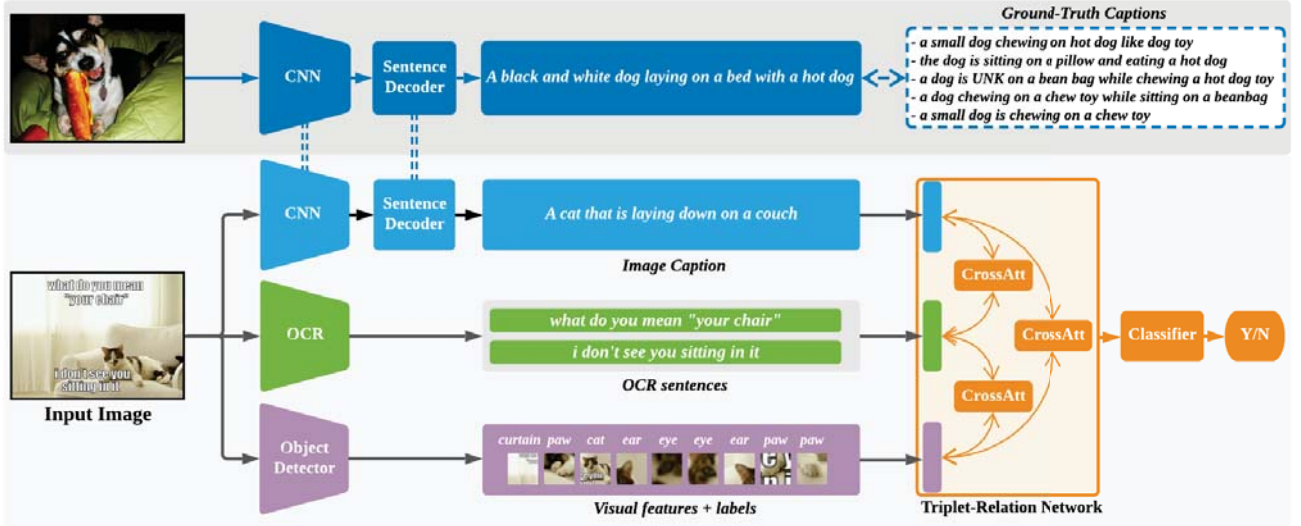 Ground-Truth Captions
CNN
Sentence
Decoder
A black and white dog laying on a bed with a hot dog
- a small dog chewing on hot dog like dog toy
- the dog is sitting on a pillow and eating a hot dog
- a dog is UNK on a bean bag while chewing a hot dog toy
- a dog chewing on a chew toy while sitting on a beanbag
- a small dog is chewing on a chew toy
CNN
Sentence
Decoder
A cat that is laying down on a couch
Image Caption
what do you mean
"your chair"
i don't see you
sitting in it
Input Image
OCR
what do you mean "your chair"
i don't see you sitting in it
OCR sentences
Object
Detector
curtain paw cat ear eye eye ear paw paw
Visual features + labels
CrossAtt
CrossAtt
CrossAtt
Classifier
Y/N
Triplet-Relation Network